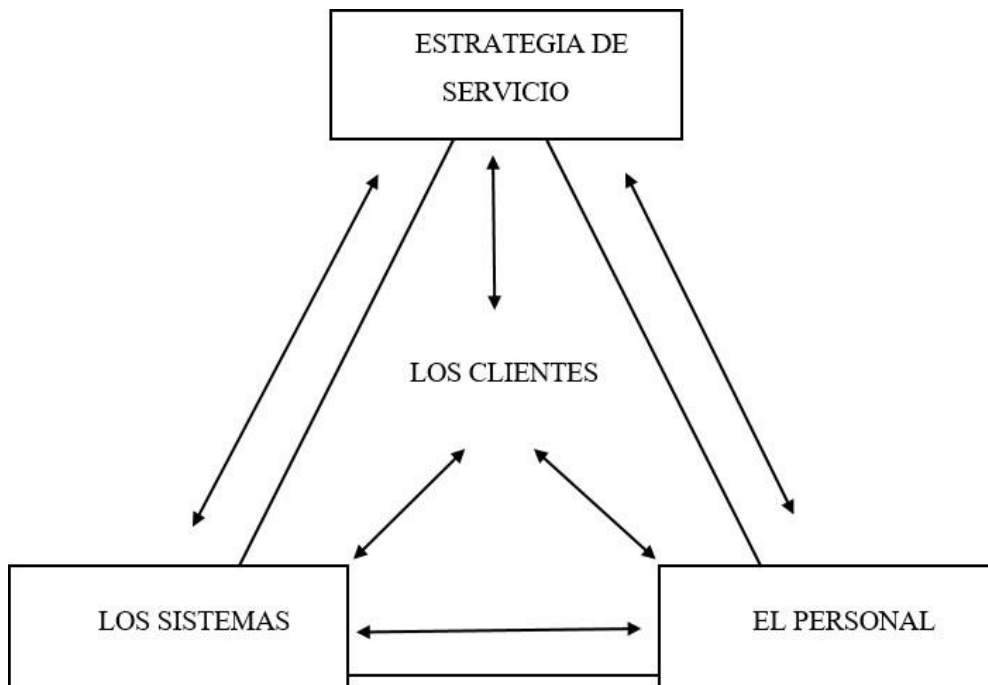 ESTRATEGIA DE
SERVICIO
LOS CLIENTES
LOS SISTEMAS
EL PERSONAL